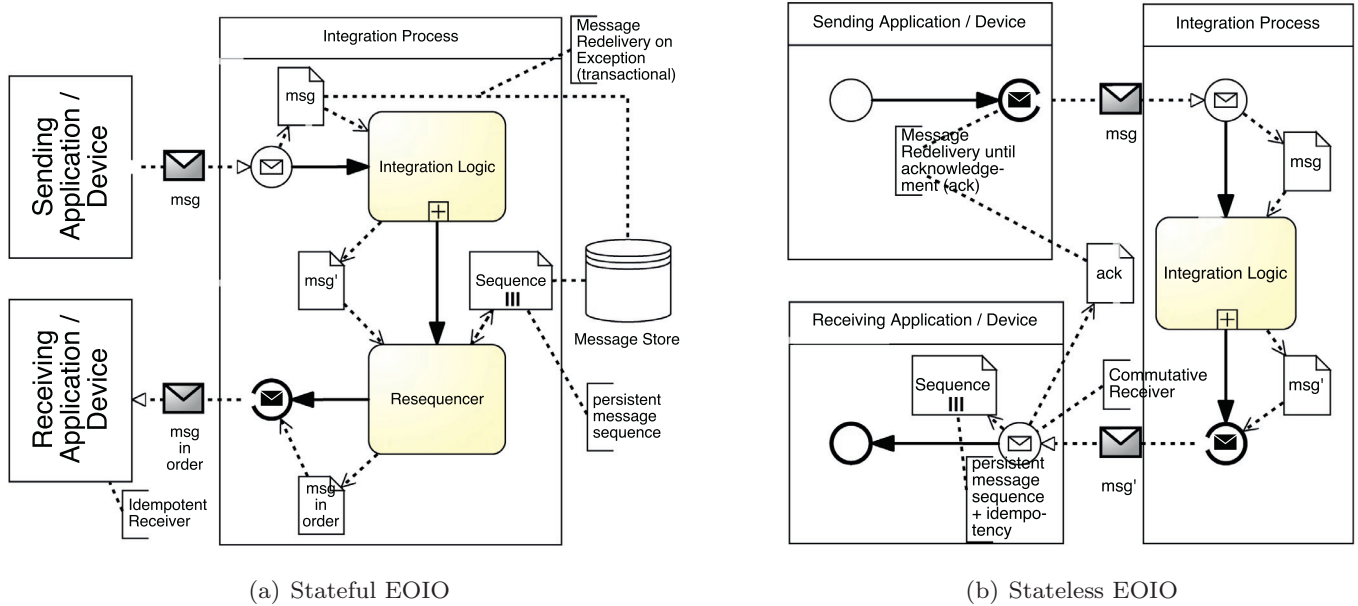 Integration Process
Message
Redelivery on
Exception
(transactional)
msg
Sending
Application /
Device
msg
Integration Logic
msg'
Sequence
Message Store
Receiving
Application /
Device
msg
in
order
Resequencer
persistent
message
sequence
msg
in
order
Idempotent
Receiver
(a) Stateful EOIO
Sending Application / Device
Integration Process
msg
Message
Redelivery until
acknowledge-
ment (ack)
msg
ack
Integration Logic
Receiving Application / Device
Sequence
Commutative
Receiver
msg'
msg'
persistent
message
sequence
+ idempo-
tency
(b) Stateless EOIO